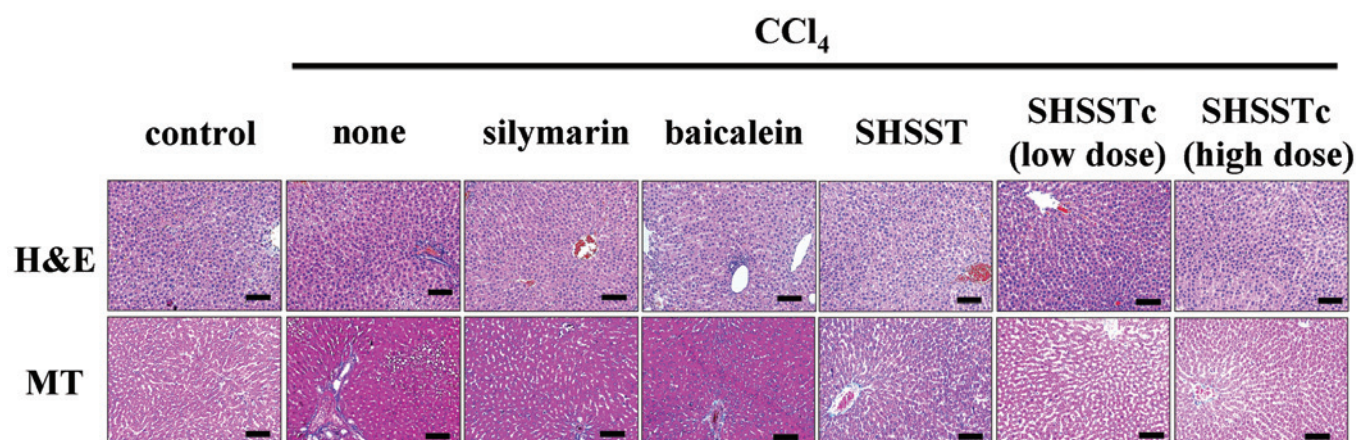 CCl4
control none silymarin baicalein SHSST SHSSTc (low dose) SHSSTc (high dose)
H&E
MT